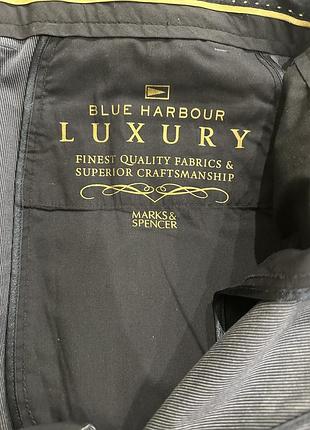 BLUE HARBOUR
LUXURY
FINEST QUALITY FABRICS &
SUPERIOR CRAFTSMANSHIP
MARKS &
SPENCER